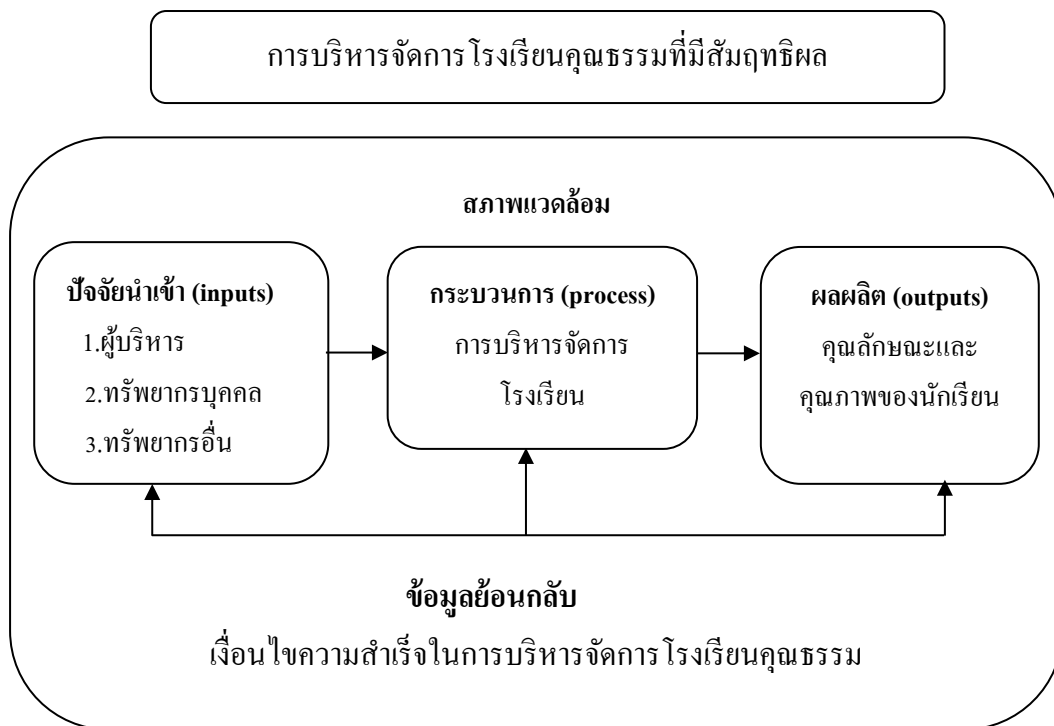 การบริหารจัดการโรงเรียนคุณธรรมที่มีสัมฤทธิผล
สภาพแวดล้อม
ปัจจัยนำเข้า (inputs)
1.ผู้บริหาร
2.ทรัพยากรบุคคล
3.ทรัพยากรอื่น
กระบวนการ (process)
การบริหารจัดการ
โรงเรียน
ผลผลิต (outputs)
คุณลักษณะและ
คุณภาพของนักเรียน
ข้อมูลย้อนกลับ
เงื่อนไขความสำเร็จในการบริหารจัดการโรงเรียนคุณธรรม